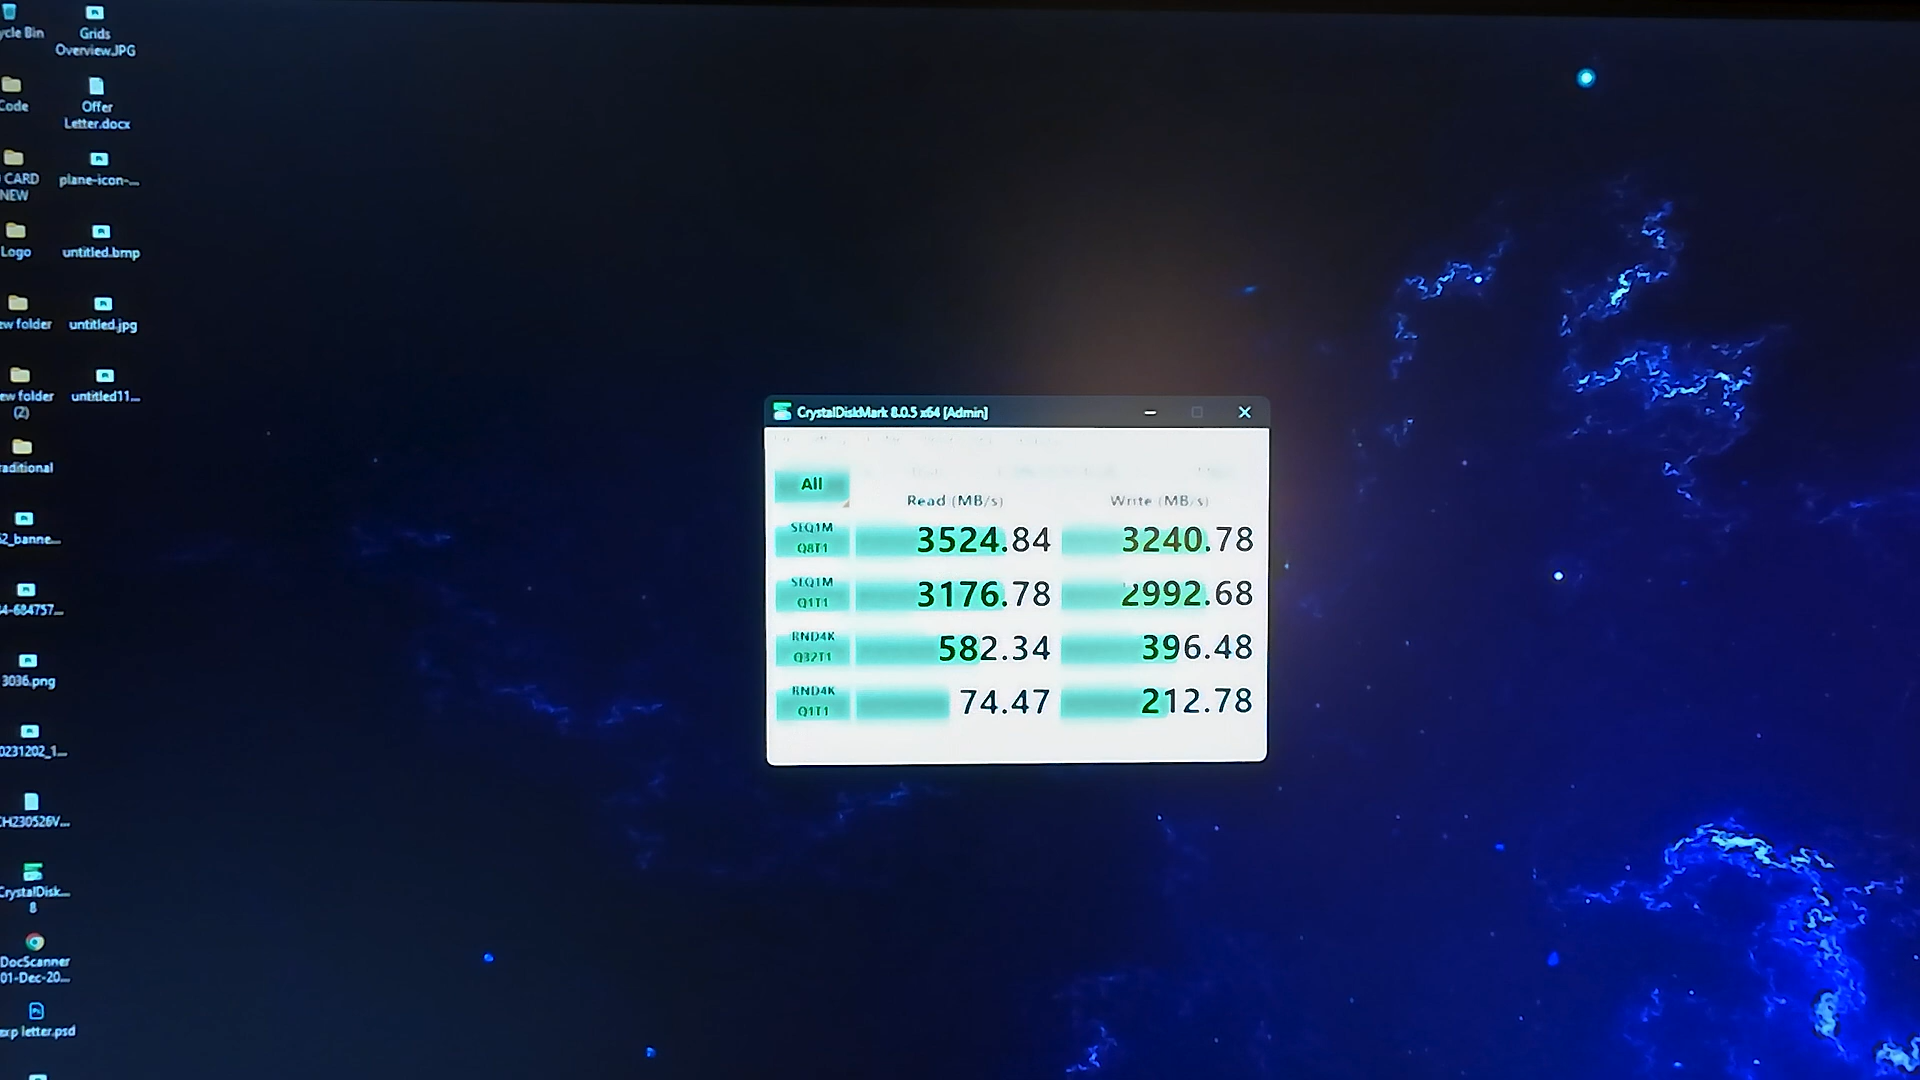 ycle Bin
Grids
Overview.JPG
Code
Offer
Letter.docx
CARD
NEW
plane-icon-...
Logo
untitled.bmp
ew folder
untitled.jpg
ew folder
(2)
untitled11...
raditional
52_banne...
4-684757...
3036.png
0231202_1...
CH230526V...
CrystalDisk...
8
DocScanner
01-Dec-20...
exp letter.psd
CrystalDiskMark 8.0.5 x64 [Admin]
All
Read (MB/s) Write (MB/s)
SEQ1M
Q8T1
3524.84 3240.78
SEQ1M
Q1T1
3176.78 2992.68
RND4K
Q32T1
582.34 396.48
RND4K
Q1T1
74.47 212.78